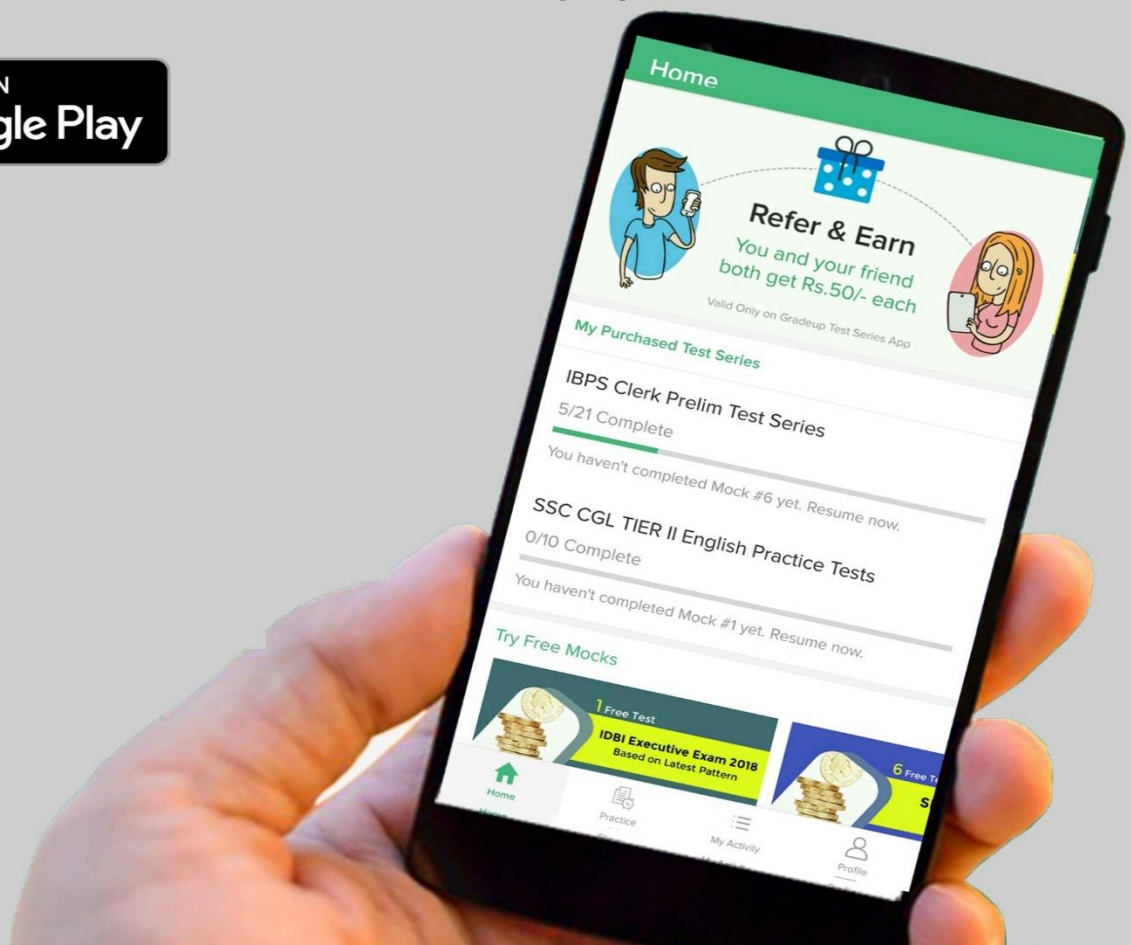 gle Play
Home
Refer & Earn
You and your friend
both get Rs.50/- each
Valid Only on Gradeup Test Series App
My Purchased Test Series
IBPS Clerk Prelim Test Series
5/21 Complete
You haven't completed Mock #6 yet. Resume now.
SSC CGL TIER II English Practice Tests
0/10 Complete
You haven't completed Mock #1 yet. Resume now.
Try Free Mocks
1 Free Test
IDBI Executive Exam 2018
Based on Latest Pattern
6 Free Te
Home
Practice
My Activity
Profile